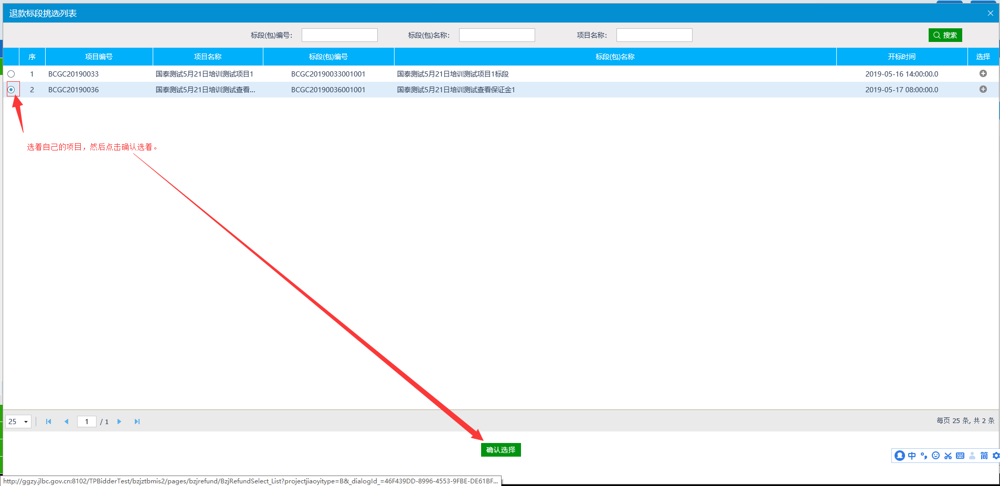 退款标段挑选列表
标段(包)编号： 标段(包)名称： 项目名称： 搜索
序 项目编号 项目名称 标段(包)编号 标段(包)名称 开标时间 选择
1 BCGC20190033 国泰测试5月21日培训测试项目1 BCGC20190033001001 国泰测试5月21日培训测试项目1标段 2019-05-16 14:00:00.0
2 BCGC20190036 国泰测试5月21日培训测试查看... BCGC20190036001001 国泰测试5月21日培训测试查看保证金1 2019-05-17 08:00:00.0
选着自己的项目，然后点击确认选着。
25 1 / 1 每页 25 条, 共 2 条
确认选择
中 简
http://ggzy.jlbc.gov.cn:8102/TPBidderTest/bzjztbmis2/pages/bzjrefund/BzjRefundSelect_List?projectjiaoyitype=B&_dialogId_=46F439DD-8996-4553-9FBE-DE61BF...